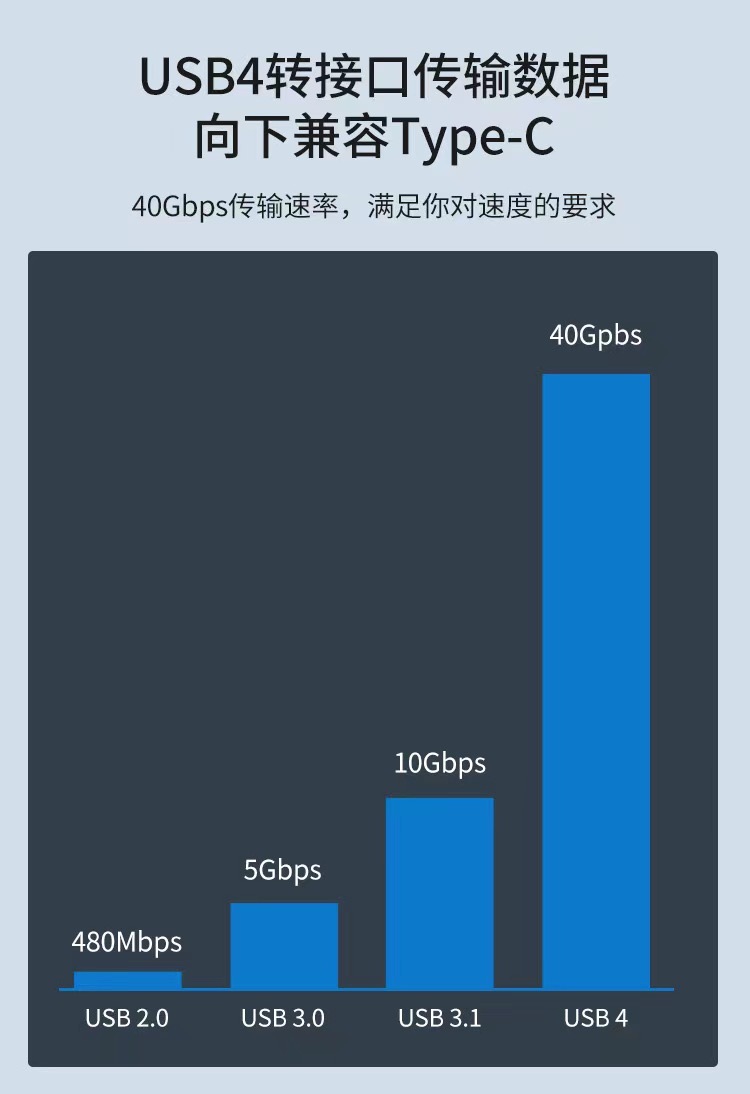 USB4转接口传输数据
向下兼容Type-C
40Gbps传输速率，满足你对速度的要求
40Gpbs
10Gbps
5Gbps
480Mbps
USB 2.0
USB 3.0
USB 3.1
USB 4